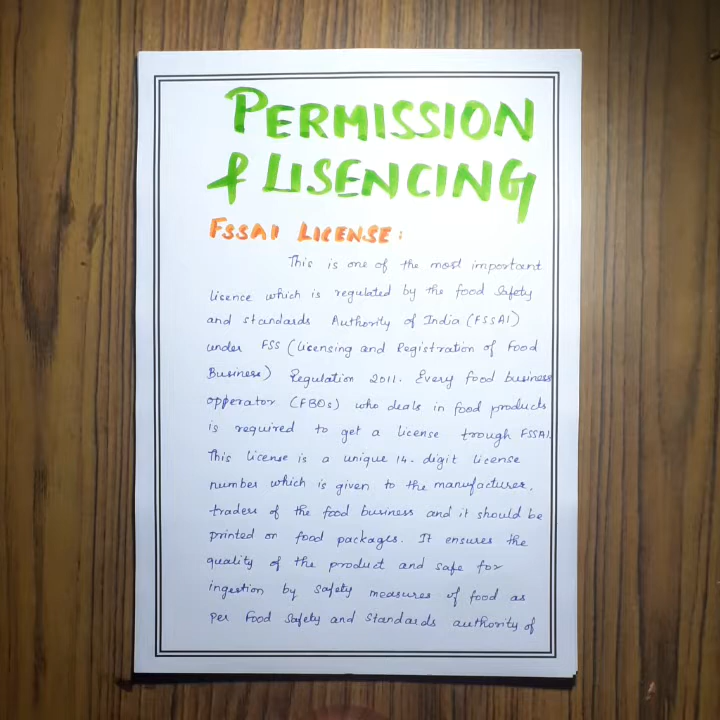 PERMISSION
& LISENCING
FSSAI LICENSE:
This is one of the most important
lisence which is regulated by the food safety
and standards Authority of India (FSSAI)
under FSS (Licensing and Registration of Food
Business) Regulation 2011. Every food business
opperator (FBOs) who deals in food products
is required to get a license trough FSSAI.
This license is a unique 14. digit license
number which is given to the manufacturer,
traders of the food business and it should be
printed on food packages. It ensures the
quality of the product and safe for
ingestion by safety measures of food as
per Food Safety and standards authority of